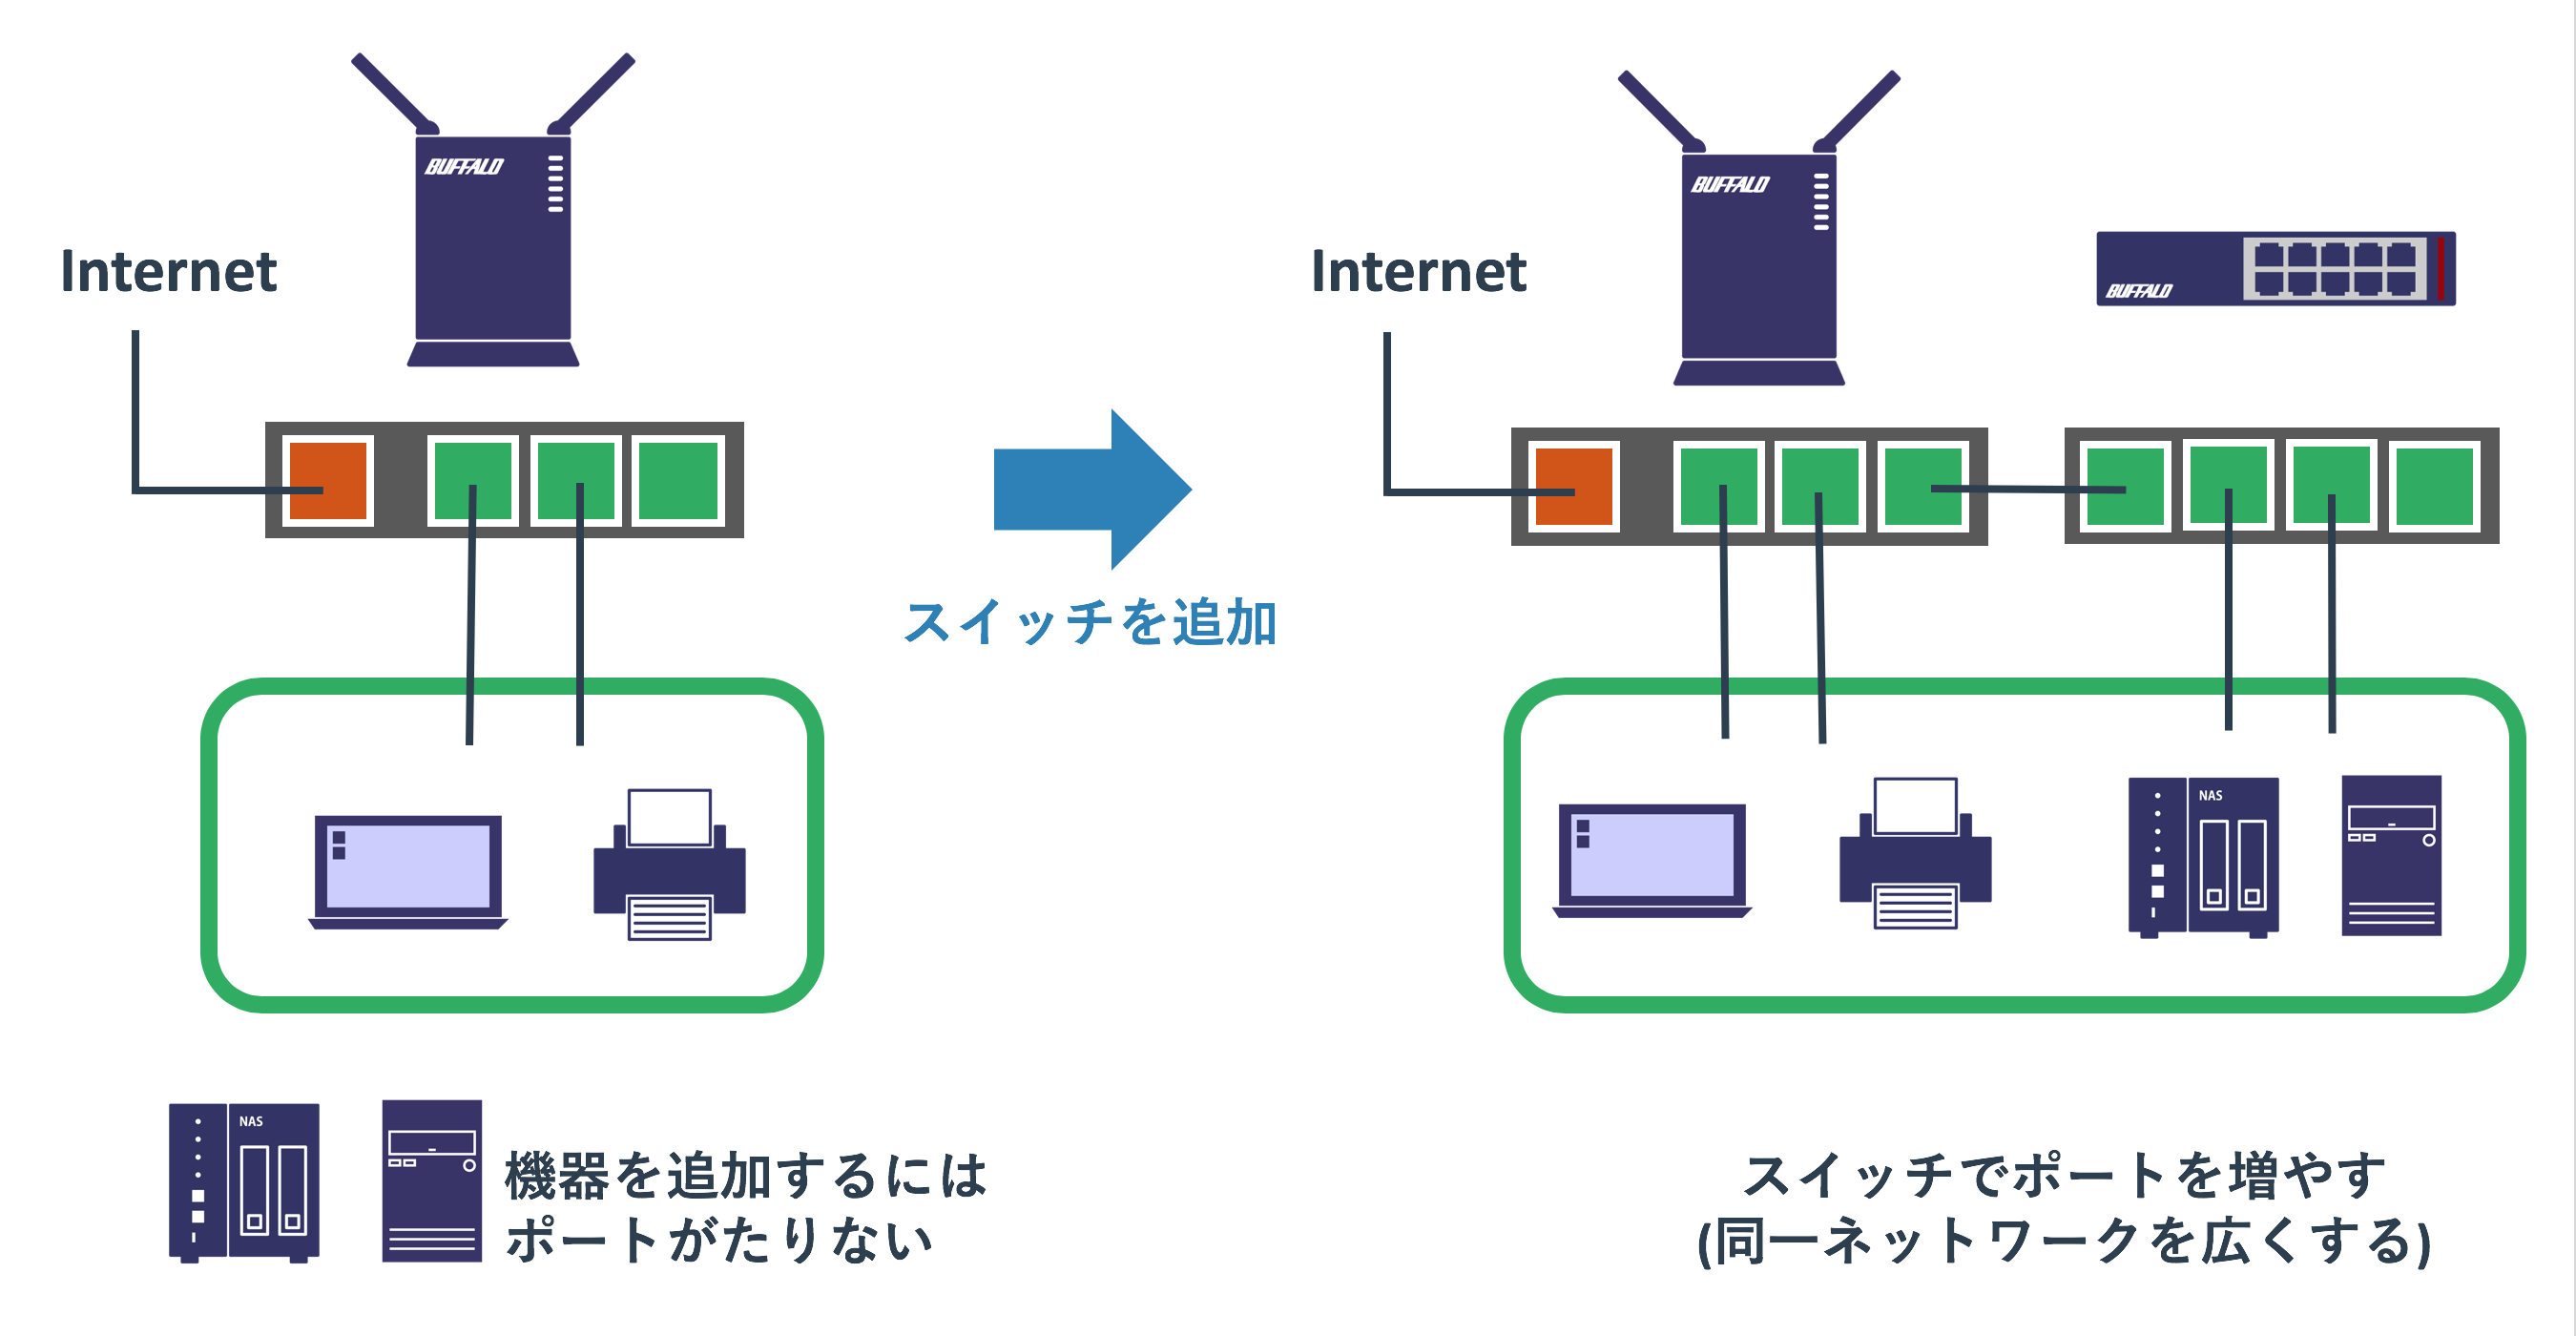 BUFFALO
Internet
NAS
機器を追加するには
ポートがたりない
スイッチを追加
BUFFALO
Internet
BUFFALO
NAS
スイッチでポートを増やす
(同一ネットワークを広くする)